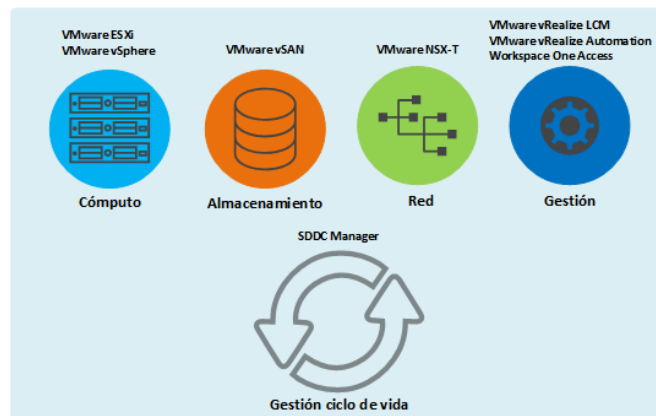 VMware ESXi
VMware vSphere
VMware vSAN
VMware NSX-T
VMware vRealize LCM
VMware vRealize Automation
Workspace One Access
Cómputo
Almacenamiento
Red
Gestión
SDDC Manager
Gestión ciclo de vida